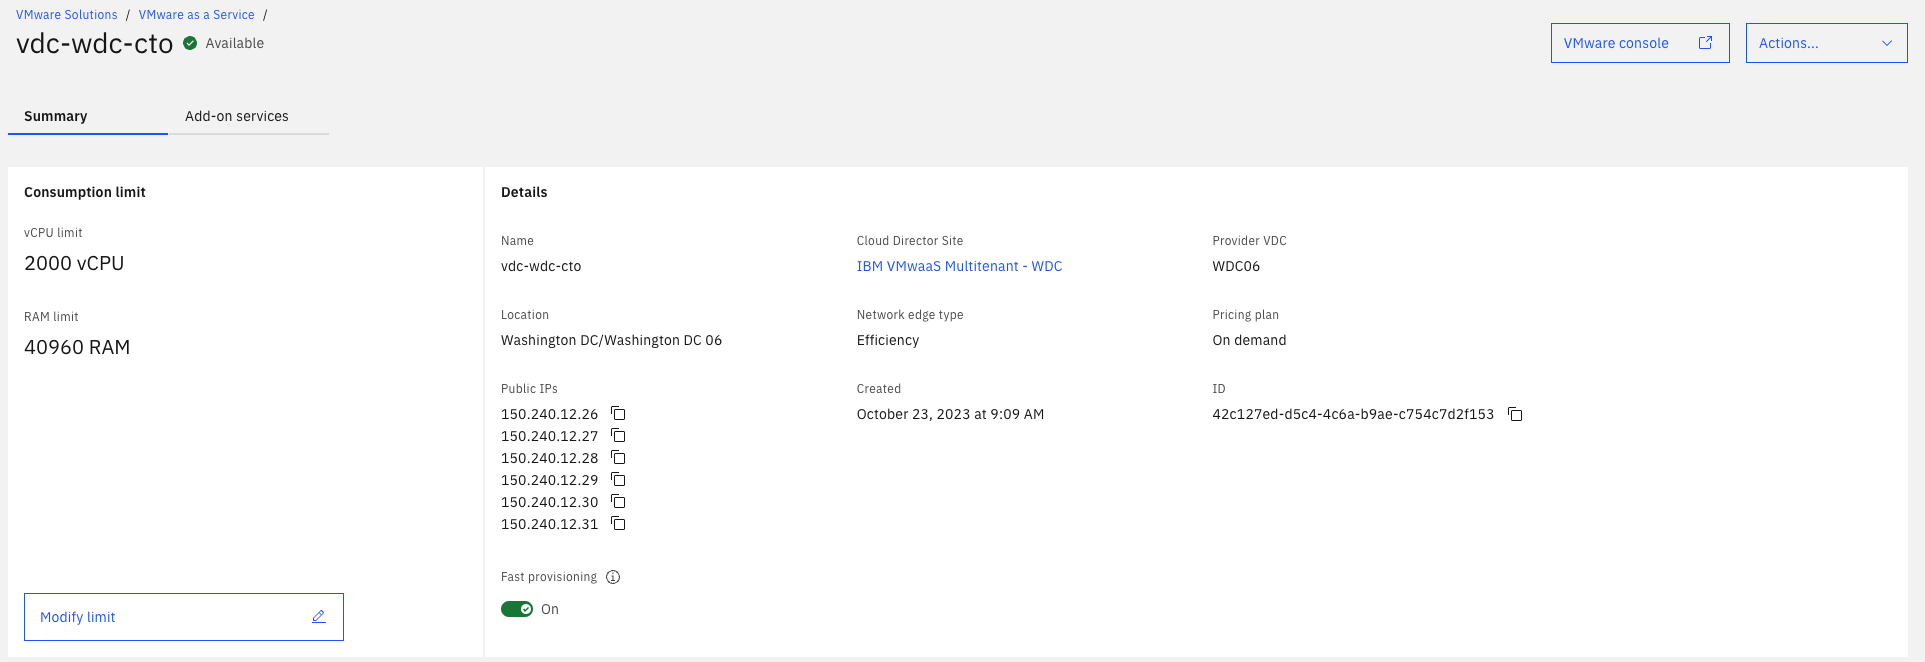 VMware Solutions / VMware as a Service /
vdc-wdc-cto Available
VMware console
Actions...
Summary
Add-on services
Consumption limit
vCPU limit
2000 vCPU
RAM limit
40960 RAM
Modify limit
Details
Name
vdc-wdc-cto
Cloud Director Site
IBM VMwaaS Multitenant - WDC
Provider VDC
WDC06
Location
Washington DC/Washington DC 06
Network edge type
Efficiency
Pricing plan
On demand
Public IPs
150.240.12.26
150.240.12.27
150.240.12.28
150.240.12.29
150.240.12.30
150.240.12.31
Created
October 23, 2023 at 9:09 AM
ID
42c127ed-d5c4-4c6a-b9ae-c754c7d2f153
Fast provisioning
On